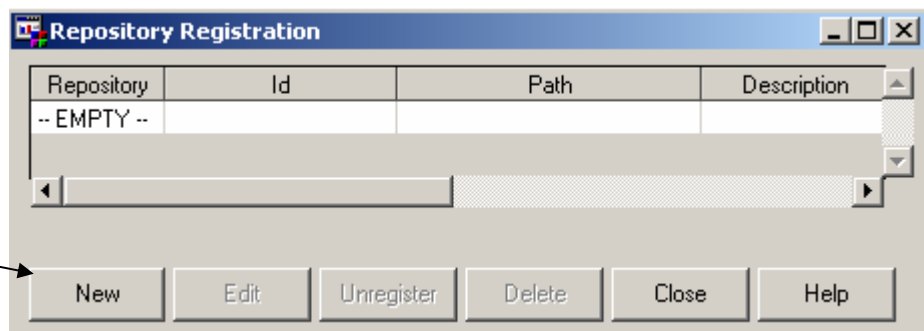 Repository Registration
Repository Id Path Description
-- EMPTY --
New Edit Unregister Delete Close Help